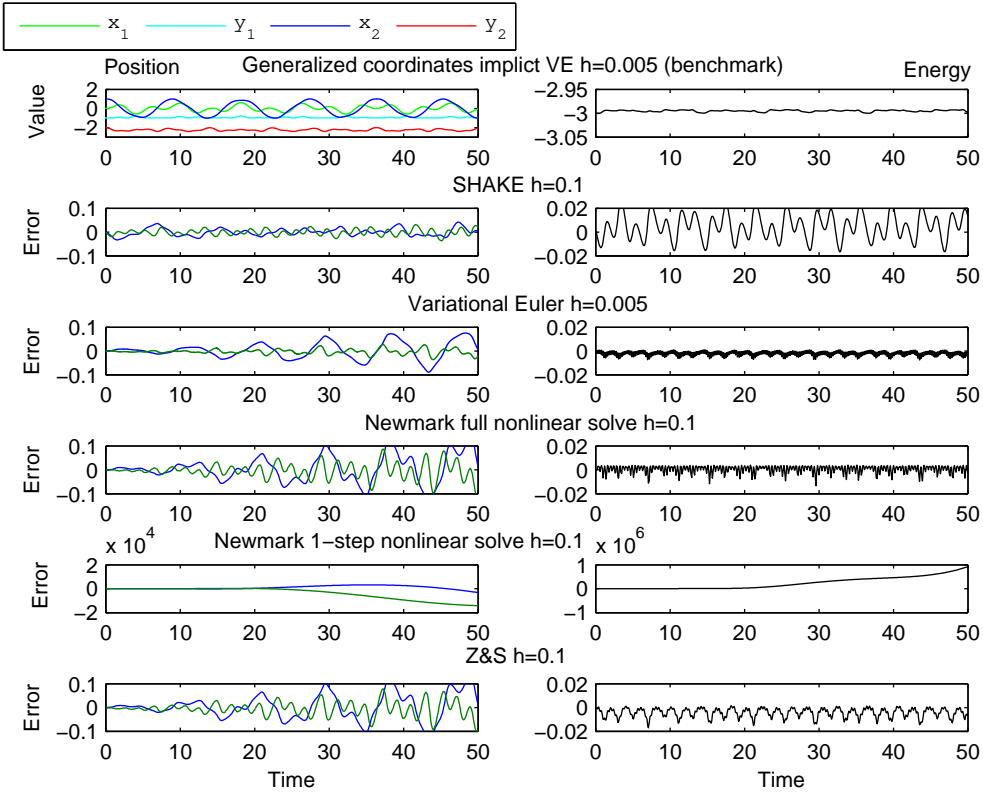 x1 y1 x2 y2
Position Generalized coordinates implict VE h=0.005 (benchmark) Energy
Value
2
0
−2
0 10 20 30 40 50
−2.95
−3
−3.05
0 10 20 30 40 50
SHAKE h=0.1
Error
0.1
0
−0.1
0 10 20 30 40 50
0.02
0
−0.02
0 10 20 30 40 50
Variational Euler h=0.005
Error
0.1
0
−0.1
0 10 20 30 40 50
0.02
0
−0.02
0 10 20 30 40 50
Newmark full nonlinear solve h=0.1
Error
0.1
0
−0.1
0 10 20 30 40 50
0.02
0
−0.02
0 10 20 30 40 50
x 10^4 Newmark 1−step nonlinear solve h=0.1 x 10^6
Error
2
0
−2
0 10 20 30 40 50
1
0
−1
0 10 20 30 40 50
Z&S h=0.1
Error
0.1
0
−0.1
0 10 20 30 40 50
Time
0.02
0
−0.02
0 10 20 30 40 50
Time